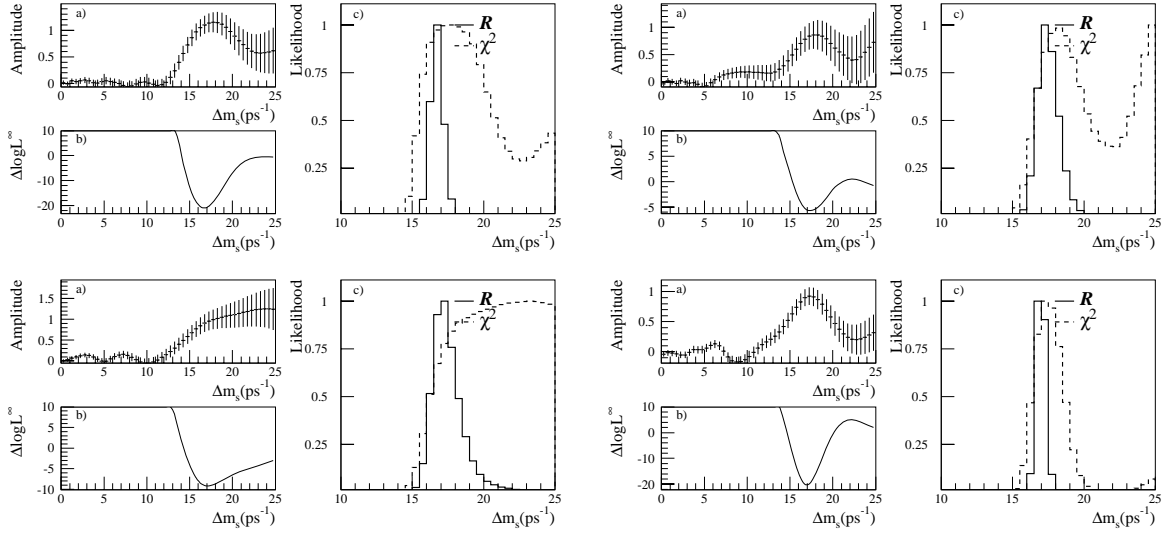 Amplitude
a)
1
0.5
0
0 5 10 15 20 25
Δm_s(ps⁻¹)
ΔlogL^∞
b)
10
0
-10
-20
0 5 10 15 20 25
Δm_s(ps⁻¹)
Likelihood
c)
R
χ²
1
0.75
0.5
0.25
10 15 20 25
Δm_s(ps⁻¹)
Amplitude
a)
1
0.5
0
0 5 10 15 20 25
Δm_s(ps⁻¹)
ΔlogL^∞
b)
10
5
0
-5
0 5 10 15 20 25
Δm_s(ps⁻¹)
Likelihood
c)
R
χ²
1
0.75
0.5
0.25
10 15 20 25
Δm_s(ps⁻¹)
Amplitude
a)
1.5
1
0.5
0
0 5 10 15 20 25
Δm_s(ps⁻¹)
ΔlogL^∞
b)
10
5
0
-5
-10
0 5 10 15 20 25
Δm_s(ps⁻¹)
Likelihood
c)
R
χ²
1
0.75
0.5
0.25
10 15 20 25
Δm_s(ps⁻¹)
Amplitude
a)
1
0.5
0
0 5 10 15 20 25
Δm_s(ps⁻¹)
ΔlogL^∞
b)
10
0
-10
-20
0 5 10 15 20 25
Δm_s(ps⁻¹)
Likelihood
c)
R
χ²
1
0.75
0.5
0.25
10 15 20 25
Δm_s(ps⁻¹)